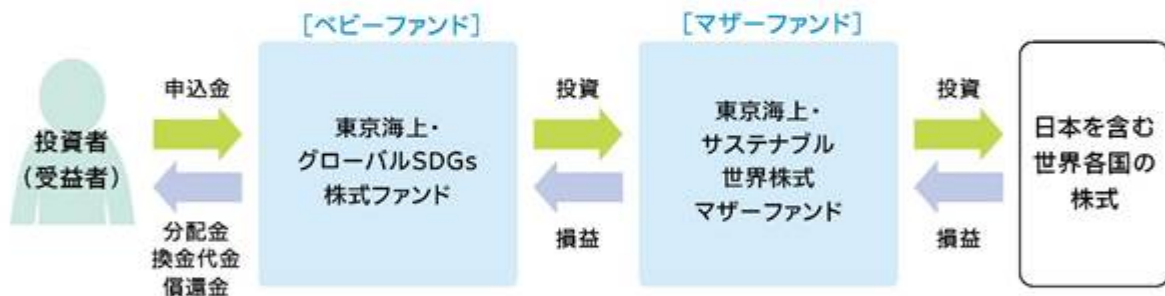 [ベビーファンド]
[マザーファンド]
投資者
(受益者)
申込金
分配金
換金代金
償還金
東京海上・
グローバルSDGs
株式ファンド
投資
損益
東京海上・
サステナブル
世界株式
マザーファンド
投資
損益
日本を含む
世界各国の
株式